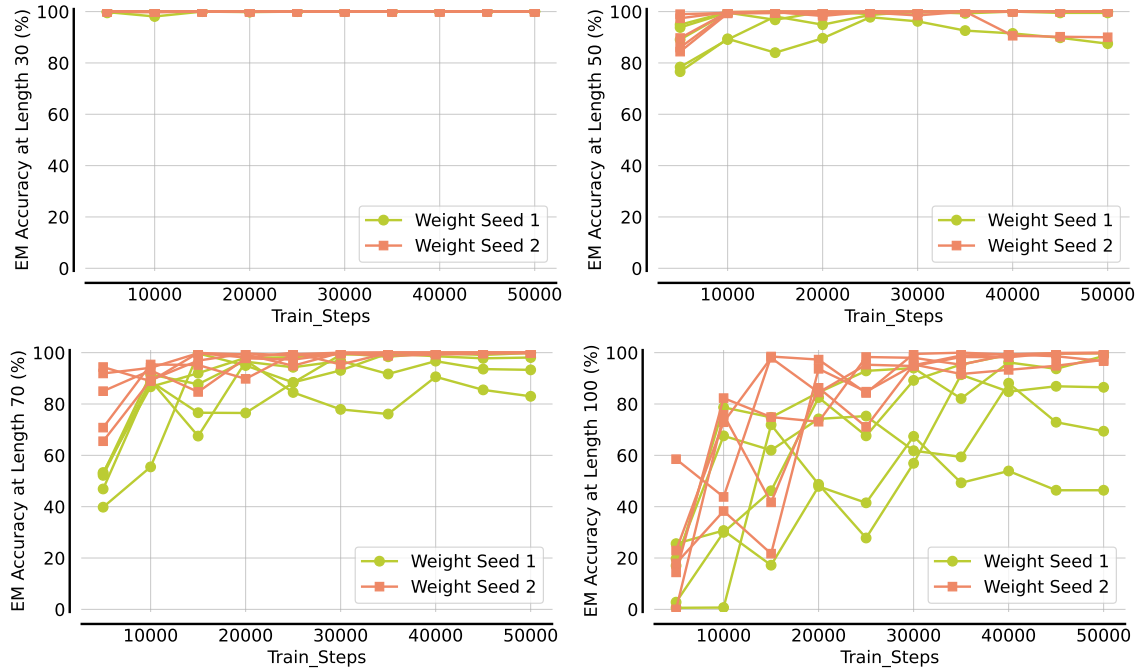 EM Accuracy at Length 30 (%)
100
80
60
40
20
0
Weight Seed 1
Weight Seed 2
10000 20000 30000 40000 50000
Train_Steps
EM Accuracy at Length 50 (%)
100
80
60
40
20
0
Weight Seed 1
Weight Seed 2
10000 20000 30000 40000 50000
Train_Steps
EM Accuracy at Length 70 (%)
100
80
60
40
20
0
Weight Seed 1
Weight Seed 2
10000 20000 30000 40000 50000
Train_Steps
EM Accuracy at Length 100 (%)
100
80
60
40
20
0
Weight Seed 1
Weight Seed 2
10000 20000 30000 40000 50000
Train_Steps